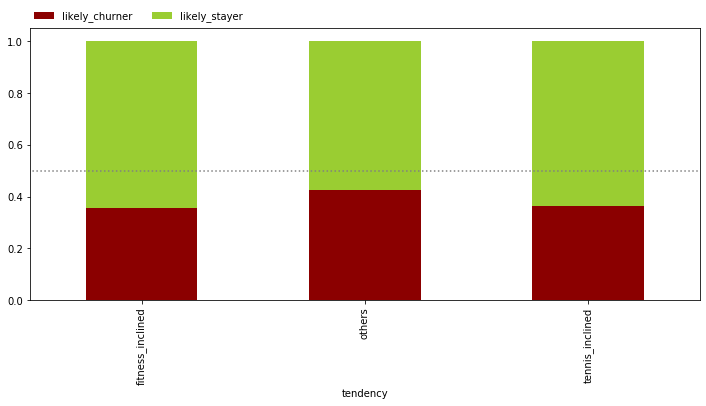 likely_churner likely_stayer
1.0
0.8
0.6
0.4
0.2
0.0
fitness_inclined
others
tennis_inclined
tendency